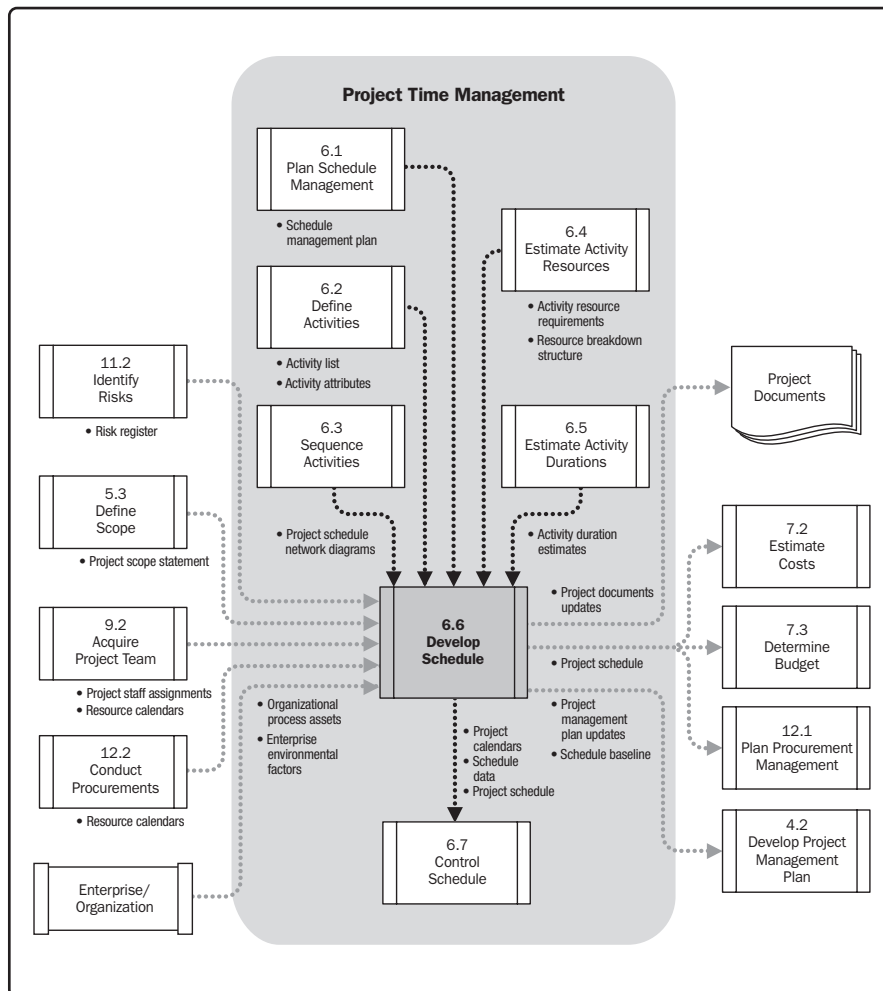 Project Time Management
6.1
Plan Schedule
Management
• Schedule
management plan
6.4
Estimate Activity
Resources
• Activity resource
requirements
• Resource breakdown
structure
6.2
Define
Activities
• Activity list
• Activity attributes
11.2
Identify
Risks
• Risk register
Project
Documents
6.3
Sequence
Activities
• Project schedule
network diagrams
6.5
Estimate Activity
Durations
• Activity duration
estimates
5.3
Define
Scope
• Project scope statement
7.2
Estimate
Costs
6.6
Develop
Schedule
• Project documents
updates
• Project schedule
• Project
management
plan updates
• Schedule baseline
9.2
Acquire
Project Team
• Project staff assignments
• Resource calendars
7.3
Determine
Budget
• Organizational
process assets
• Enterprise
environmental
factors
• Project
calendars
• Schedule
data
• Project schedule
12.2
Conduct
Procurements
• Resource calendars
12.1
Plan Procurement
Management
6.7
Control
Schedule
4.2
Develop Project
Management
Plan
Enterprise/
Organization